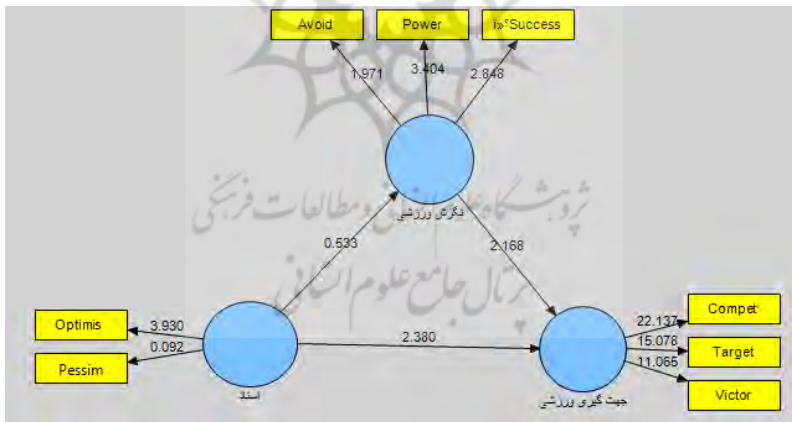 Avoid
Power
ï»؟Success
1.971
3.404
2.848
نگرش ورزشی
پژوهشگاه علوم انسانی و مطالعات فرهنگی
0.533
2.168
پرتال جامع علوم انسانی
Optimis
3.930
Pessim
0.092
اسناد
2.380
جهت گیری ورزشی
22.137
Compet
15.078
Target
11.065
Victor